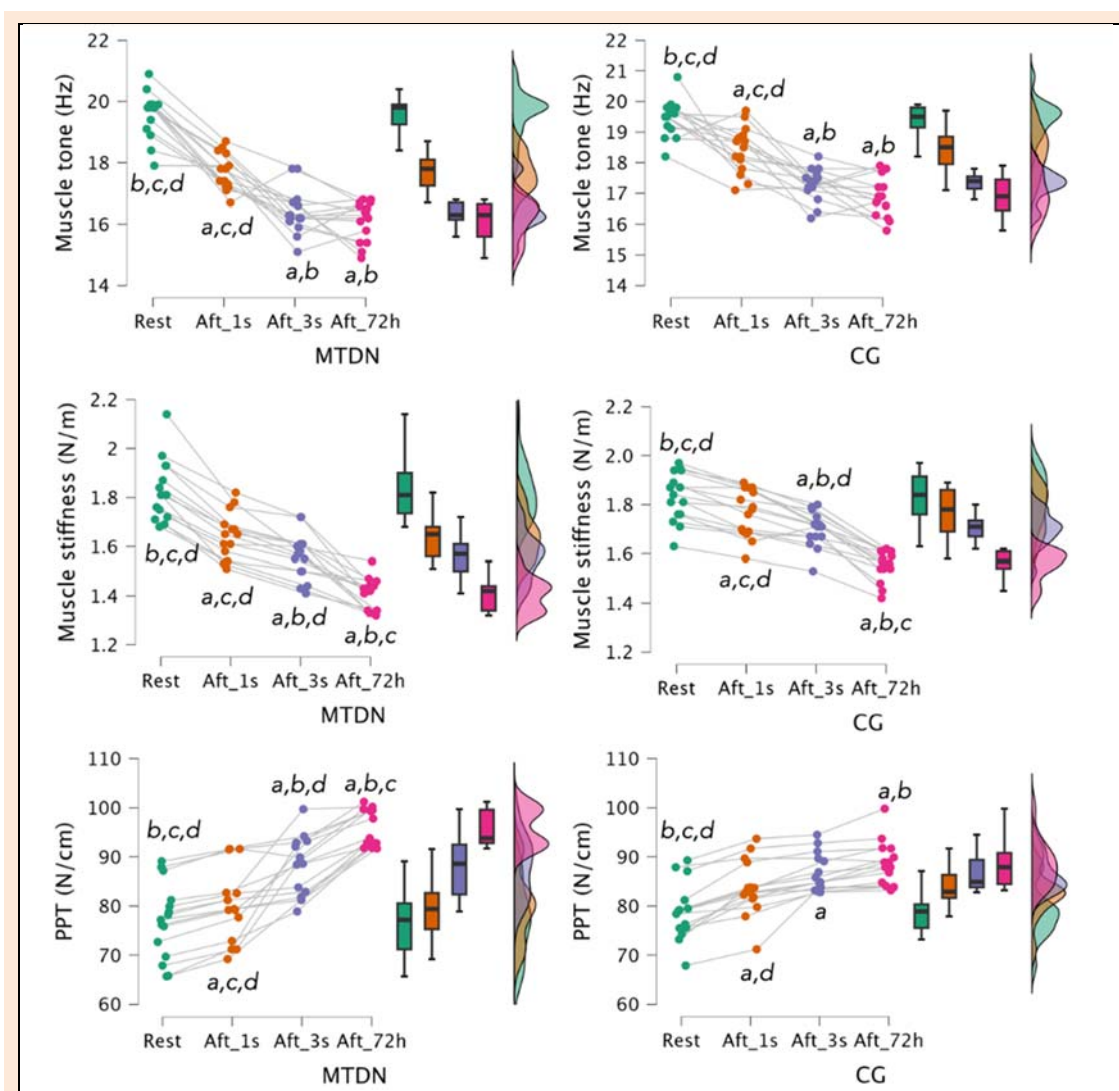 22
20
18
16
14
Muscle tone (Hz)
b,c,d
a,c,d
a,b
a,b
Rest Aft_1s Aft_3s Aft_72h
MTDN
22
21
20
19
18
17
16
15
14
Muscle tone (Hz)
b,c,d
a,c,d
a,b
a,b
Rest Aft_1s Aft_3s Aft_72h
CG
2.2
2
1.8
1.6
1.4
1.2
Muscle stiffness (N/m)
b,c,d
a,c,d
a,b,d
a,b,c
Rest Aft_1s Aft_3s Aft_72h
MTDN
2.2
2.0
1.8
1.6
1.4
1.2
Muscle stiffness (N/m)
b,c,d
a,c,d
a,b,d
a,b,c
Rest Aft_1s Aft_3s Aft_72h
CG
110
100
90
80
70
60
PPT (N/cm)
b,c,d
a,c,d
a,b,d
a,b,c
Rest Aft_1s Aft_3s Aft_72h
MTDN
110
100
90
80
70
60
PPT (N/cm)
b,c,d
a,d
a
a,b
Rest Aft_1s Aft_3s Aft_72h
CG